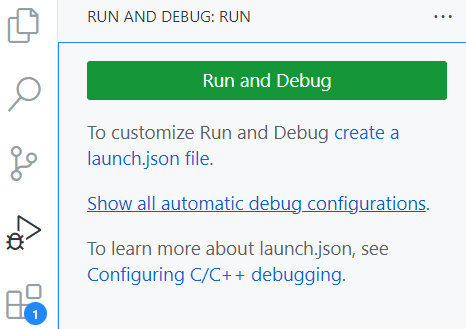 RUN AND DEBUG: RUN
Run and Debug
To customize Run and Debug create a
launch.json file.
Show all automatic debug configurations.
To learn more about launch.json, see
Configuring C/C++ debugging.
1